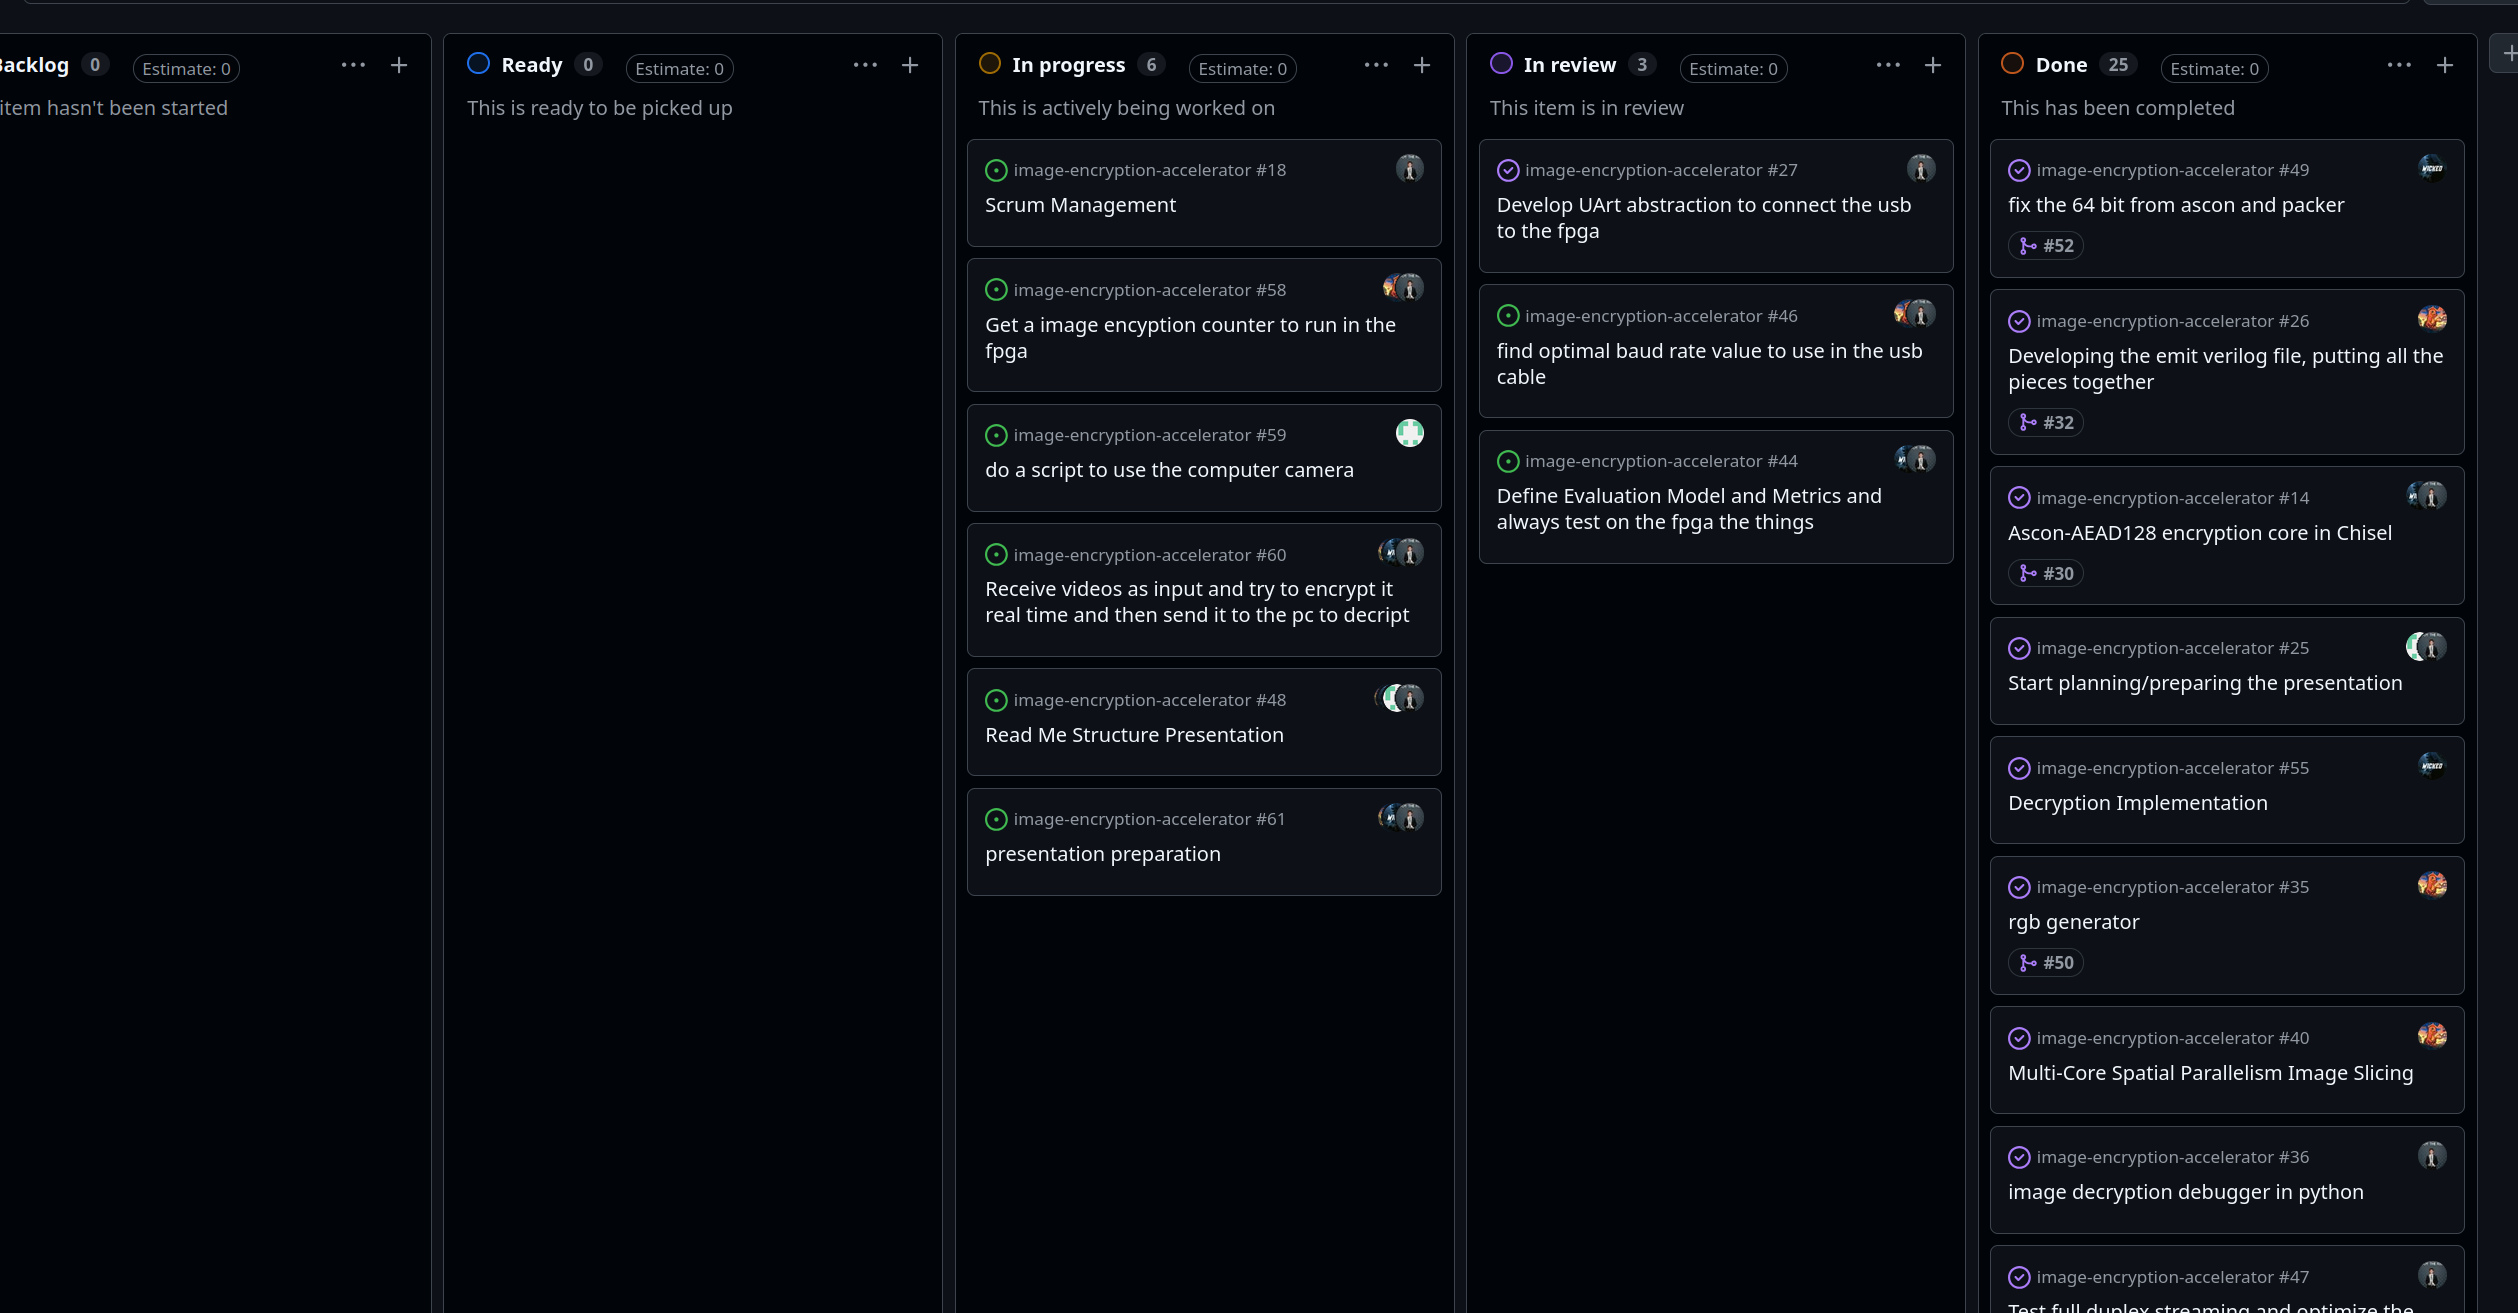 Backlog 0 Estimate: 0
item hasn't been started
Ready 0 Estimate: 0
This is ready to be picked up
In progress 6 Estimate: 0
This is actively being worked on
image-encryption-accelerator #18
Scrum Management
image-encryption-accelerator #58
Get a image encyption counter to run in the
fpga
image-encryption-accelerator #59
do a script to use the computer camera
image-encryption-accelerator #60
Receive videos as input and try to encrypt it
real time and then send it to the pc to decript
image-encryption-accelerator #48
Read Me Structure Presentation
image-encryption-accelerator #61
presentation preparation
In review 3 Estimate: 0
This item is in review
image-encryption-accelerator #27
Develop UArt abstraction to connect the usb
to the fpga
image-encryption-accelerator #46
find optimal baud rate value to use in the usb
cable
image-encryption-accelerator #44
Define Evaluation Model and Metrics and
always test on the fpga the things
Done 25 Estimate: 0
This has been completed
image-encryption-accelerator #49
WICKED
fix the 64 bit from ascon and packer
#52
image-encryption-accelerator #26
Developing the emit verilog file, putting all the
pieces together
#32
image-encryption-accelerator #14
Ascon-AEAD128 encryption core in Chisel
#30
image-encryption-accelerator #25
Start planning/preparing the presentation
image-encryption-accelerator #55
WICKED
Decryption Implementation
image-encryption-accelerator #35
rgb generator
#50
image-encryption-accelerator #40
Multi-Core Spatial Parallelism Image Slicing
image-encryption-accelerator #36
image decryption debugger in python
image-encryption-accelerator #47
Test full duplex streaming and optimize the